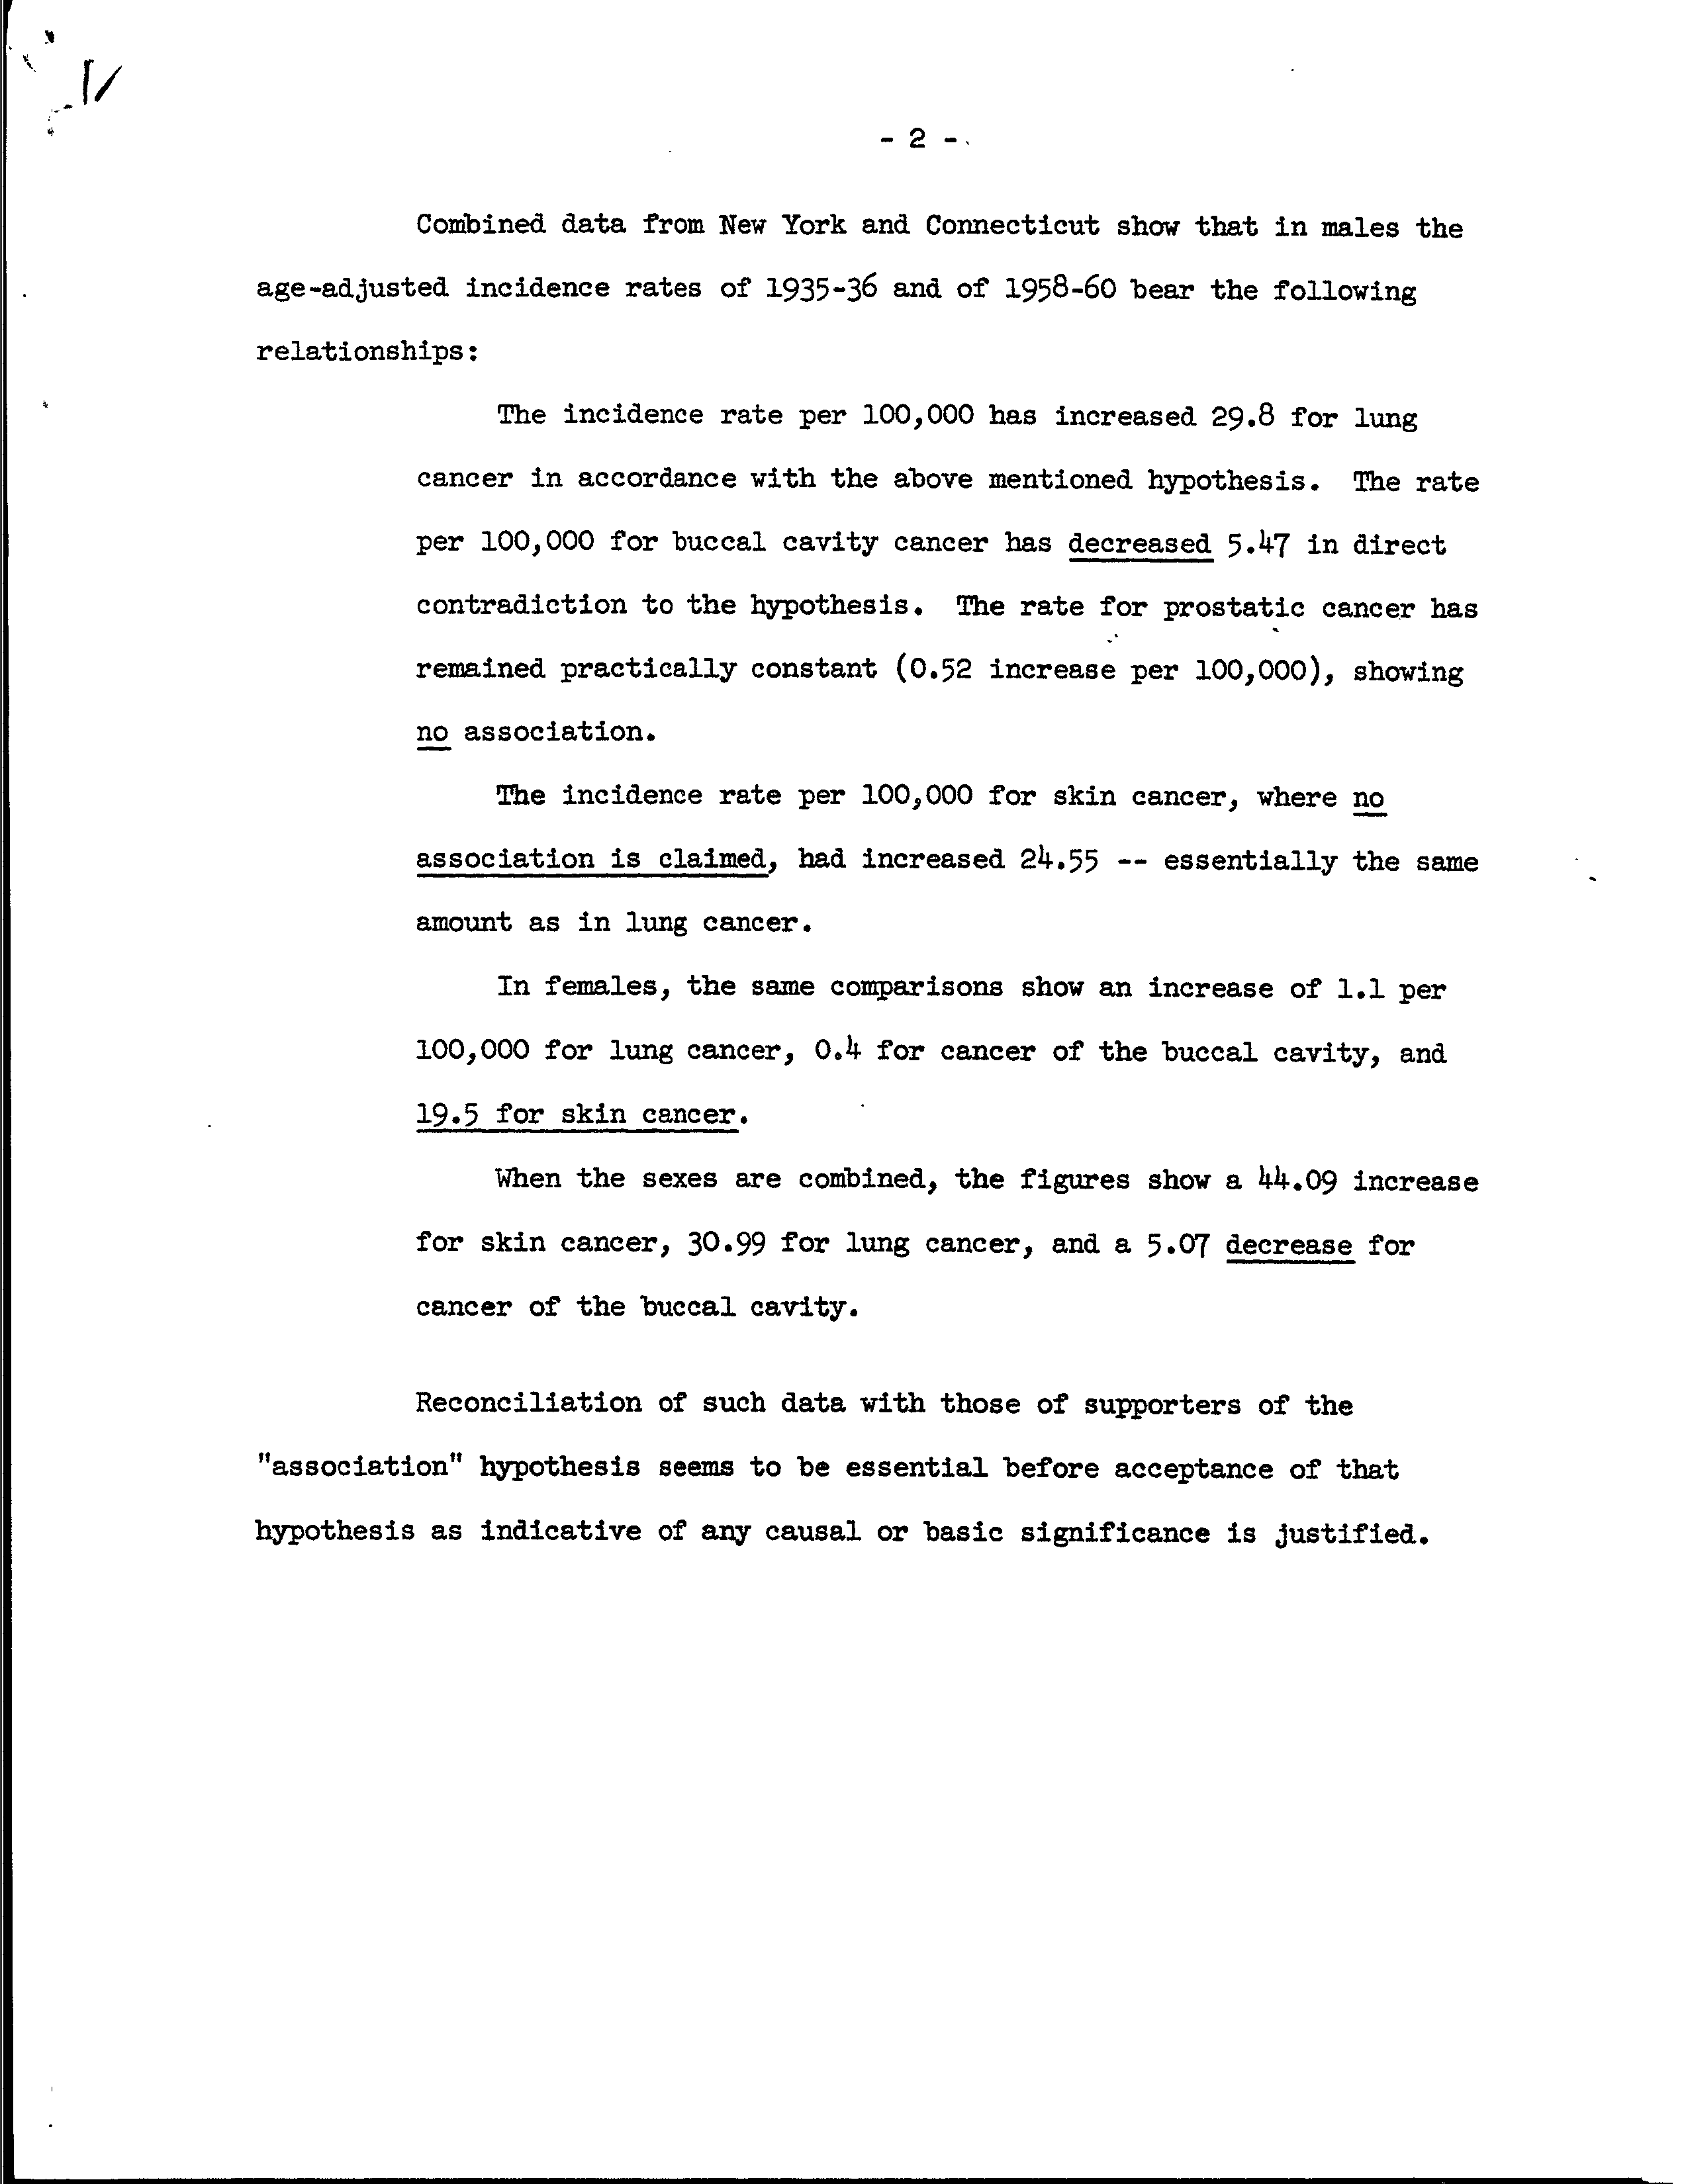 - 2 -
Combined data from New York and Connecticut show that in males the
age-adjusted incidence rates of 1935-36 and of 1958-60 bear the following
relationships:
The incidence rate per 100,000 has increased 29.8 for lung
cancer in accordance with the above mentioned hypothesis. The rate
per 100,000 for buccal cavity cancer has decreased 5.47 in direct
contradiction to the hypothesis. The rate for prostatic cancer has
remained practically constant (0.52 increase per 100,000), showing
no association.
The incidence rate per 100,000 for skin cancer, where no
association is claimed, had increased 24.55 -- essentially the same
amount as in lung cancer.
In females, the same comparisons show an increase of 1.1 per
100,000 for lung cancer, 0.4 for cancer of the buccal cavity, and
19.5 for skin cancer.
When the sexes are combined, the figures show a 44.09 increase
for skin cancer, 30.99 for lung cancer, and a 5.07 decrease for
cancer of the buccal cavity.
Reconciliation of such data with those of supporters of the
"association" hypothesis seems to be essential before acceptance of that
hypothesis as indicative of any causal or basic significance is justified.